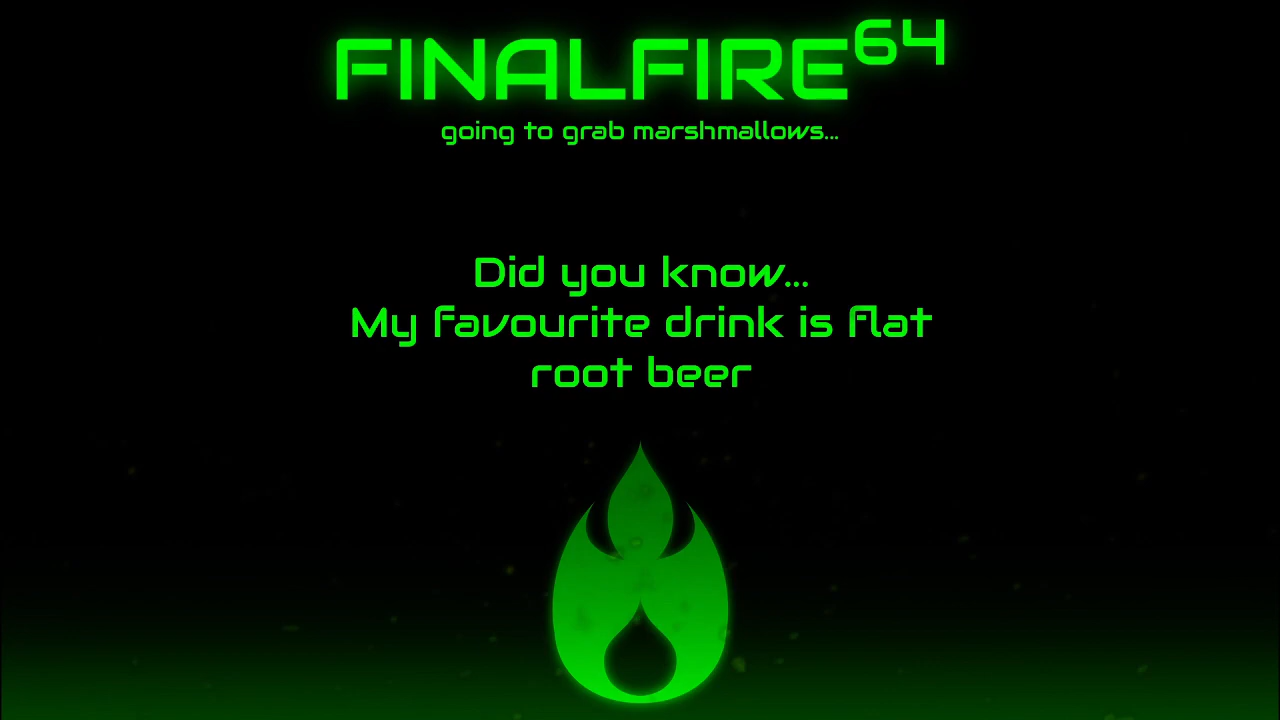 FINALFIRE64
going to grab marshmallows...
Did you know...
My favourite drink is flat
root beer